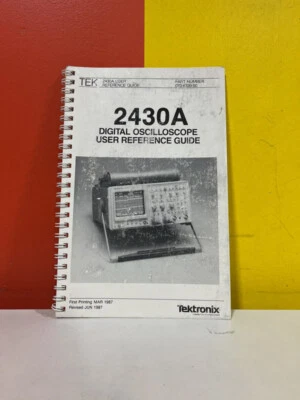 TEK
USER
REFERENCE GUIDE
PART NUMBER
2430A
DIGITAL OSCILLOSCOPE
USER REFERENCE GUIDE
First Printing MAR 1987
Revised JUN 1987
Tektronix